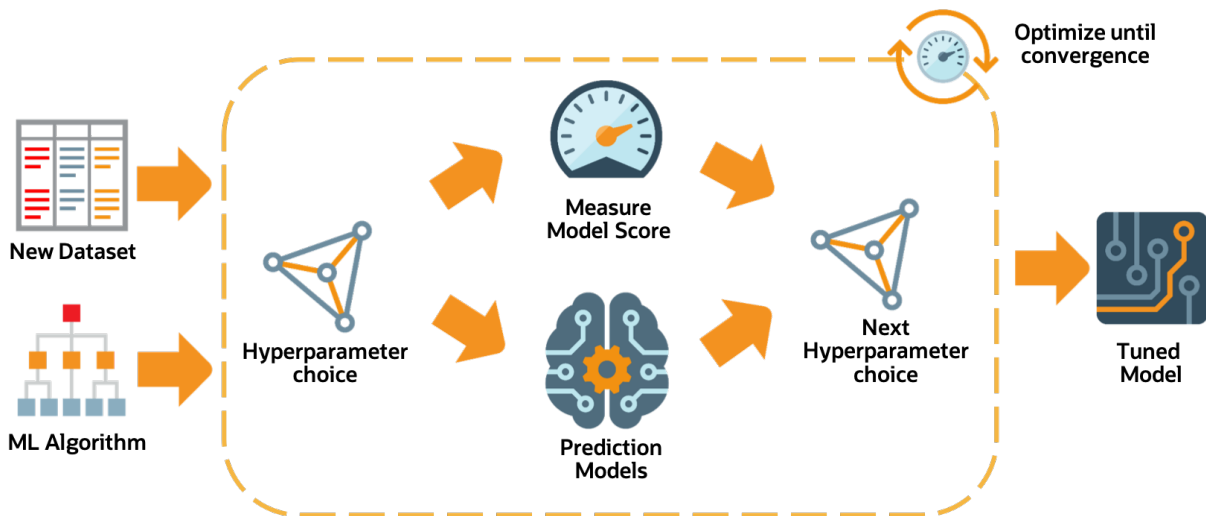 Optimize until
convergence
New Dataset
ML Algorithm
Hyperparameter
choice
Measure
Model Score
Prediction
Models
Next
Hyperparameter
choice
Tuned
Model